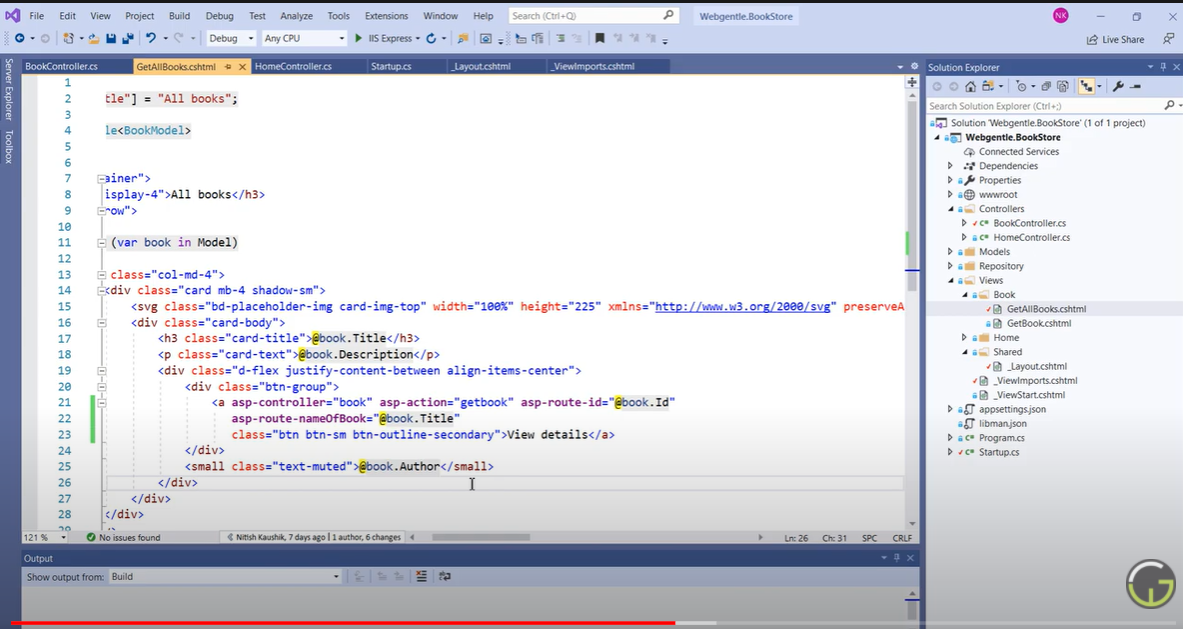 File Edit View Project Build Debug Test Analyze Tools Extensions Window Help Search (Ctrl+Q) Webgentle.BookStore NK
Debug Any CPU IIS Express Live Share
Server Explorer
Toolbox
BookController.cs GetAllBooks.cshtml HomeController.cs Startup.cs _Layout.cshtml _ViewImports.cshtml
1
2 tle"] = "All books";
3
4 le<BookModel>
5
6
7 ainer">
8 isplay-4">All books</h3>
9 row">
10
11 (var book in Model)
12
13 class="col-md-4">
14 <div class="card mb-4 shadow-sm">
15 <svg class="bd-placeholder-img card-img-top" width="100%" height="225" xmlns="http://www.w3.org/2000/svg" preserveA
16 <div class="card-body">
17 <h3 class="card-title">@book.Title</h3>
18 <p class="card-text">@book.Description</p>
19 <div class="d-flex justify-content-between align-items-center">
20 <div class="btn-group">
21 <a asp-controller="book" asp-action="getbook" asp-route-id="@book.Id"
22 asp-route-nameOfBook="@book.Title"
23 class="btn btn-sm btn-outline-secondary">View details</a>
24 </div>
25 <small class="text-muted">@book.Author</small>
26 </div>
27 </div>
28 </div>
121 % No issues found Nitish Kaushik, 7 days ago | 1 author, 6 changes Ln: 26 Ch: 31 SPC CRLF
Output
Show output from: Build
Solution Explorer
Search Solution Explorer (Ctrl+;)
Solution 'Webgentle.BookStore' (1 of 1 project)
Webgentle.BookStore
Connected Services
Dependencies
Properties
wwwroot
Controllers
BookController.cs
HomeController.cs
Models
Repository
Views
Book
GetAllBooks.cshtml
GetBook.cshtml
Home
Shared
_Layout.cshtml
_ViewImports.cshtml
_ViewStart.cshtml
appsettings.json
libman.json
Program.cs
Startup.cs